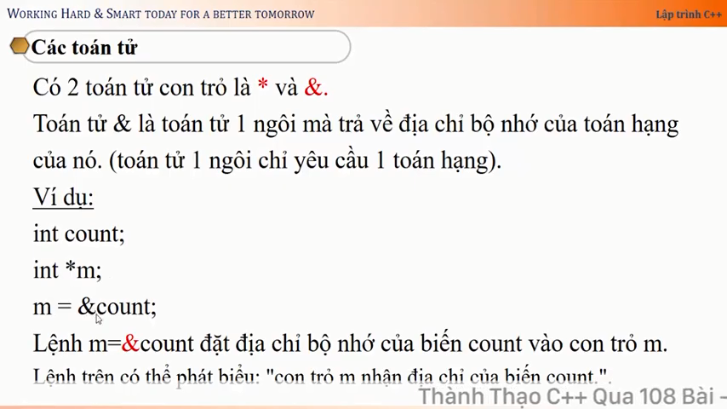 WORKING HARD & SMART TODAY FOR A BETTER TOMORROW
Lập trình C++
Các toán tử
Có 2 toán tử con trỏ là * và &.
Toán tử & là toán tử 1 ngôi mà trả về địa chỉ bộ nhớ của toán hạng
của nó. (toán tử 1 ngôi chỉ yêu cầu 1 toán hạng).
Ví dụ:
int count;
int *m;
m = &count;
Lệnh m=&count đặt địa chỉ bộ nhớ của biến count vào con trỏ m.
Lệnh trên có thể phát biểu: "con trỏ m nhận địa chỉ của biến count.".
Thành Thạo C++ Qua 108 Bài -